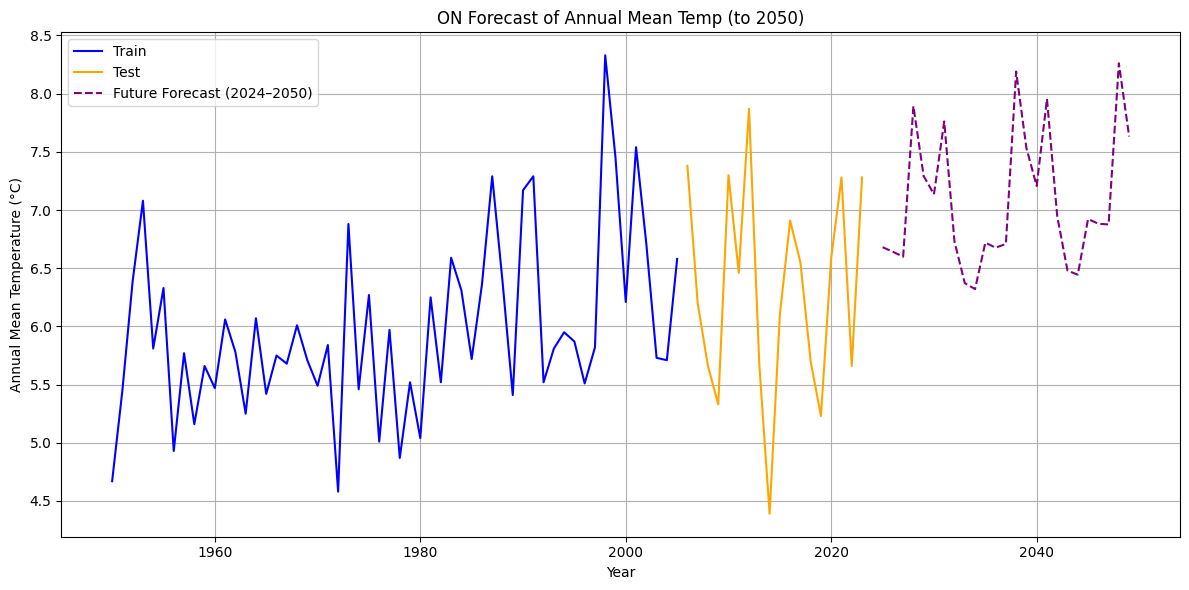 ON Forecast of Annual Mean Temp (to 2050)
Train
Test
Future Forecast (2024–2050)
Annual Mean Temperature (°C)
8.5
8.0
7.5
7.0
6.5
6.0
5.5
5.0
4.5
1960 1980 2000 2020 2040
Year